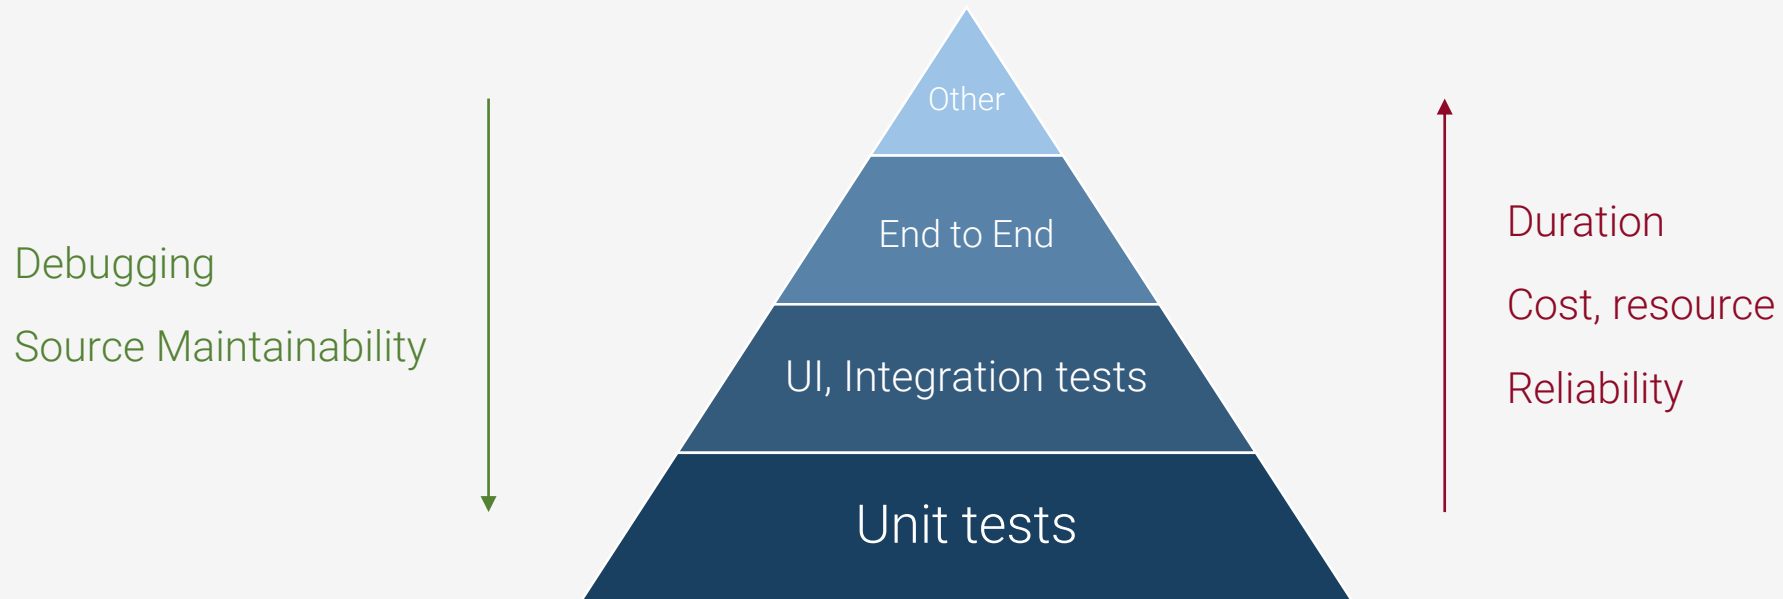 Other
End to End
UI, Integration tests
Unit tests
Debugging
Source Maintainability
Duration
Cost, resource
Reliability